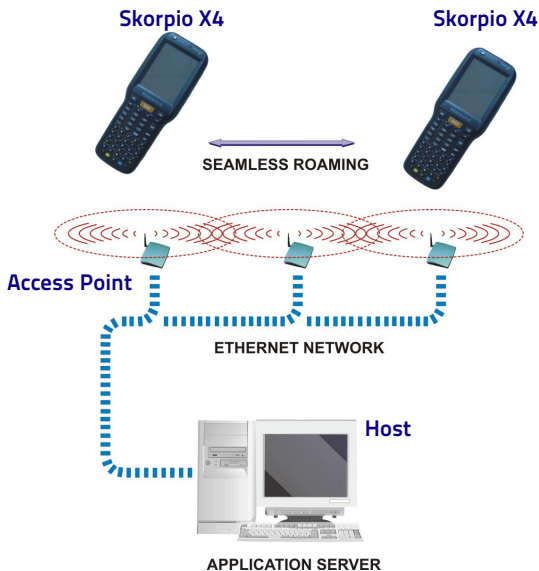 Skorpio X4
Skorpio X4
SEAMLESS ROAMING
Access Point
ETHERNET NETWORK
Host
APPLICATION SERVER